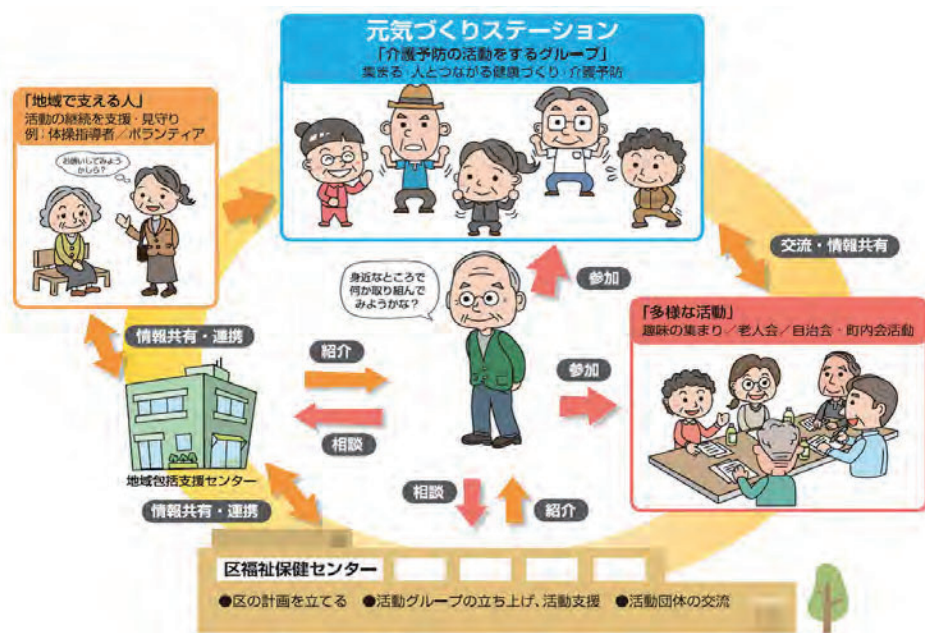 元気づくりステーション
「介護予防の活動をするグループ」
集まる・人とつながる健康づくり・介護予防
「地域で支える人」
活動の継続を支援・見守り
例:体操指導者／ボランティア
お願いしてみよう
かしら?
交流・情報共有
参加
身近なところで
何か取り組んで
みようかな?
「多様な活動」
趣味の集まり／老人会／自治会・町内会活動
情報共有・連携
紹介
参加
相談
地域包括支援センター
情報共有・連携
相談
紹介
区福祉保健センター
●区の計画を立てる ●活動グループの立ち上げ、活動支援 ●活動団体の交流